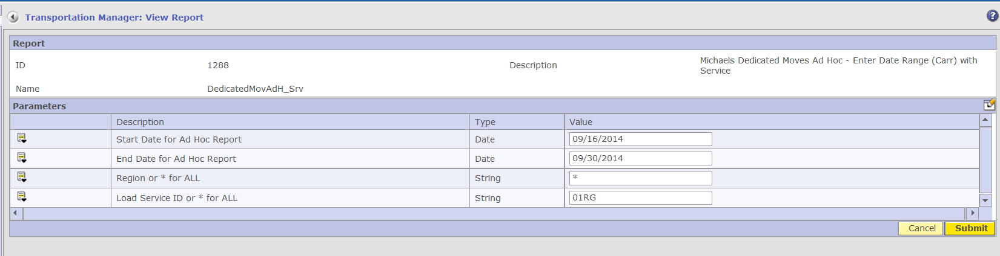 Transportation Manager: View Report
?
Report
ID 1288 Description Michaels Dedicated Moves Ad Hoc - Enter Date Range (Carr) with
Service
Name DedicatedMovAdH_Srv
Parameters
Description Type Value
Start Date for Ad Hoc Report Date 09/16/2014
End Date for Ad Hoc Report Date 09/30/2014
Region or * for ALL String *
Load Service ID or * for ALL String 01RG
Cancel Submit